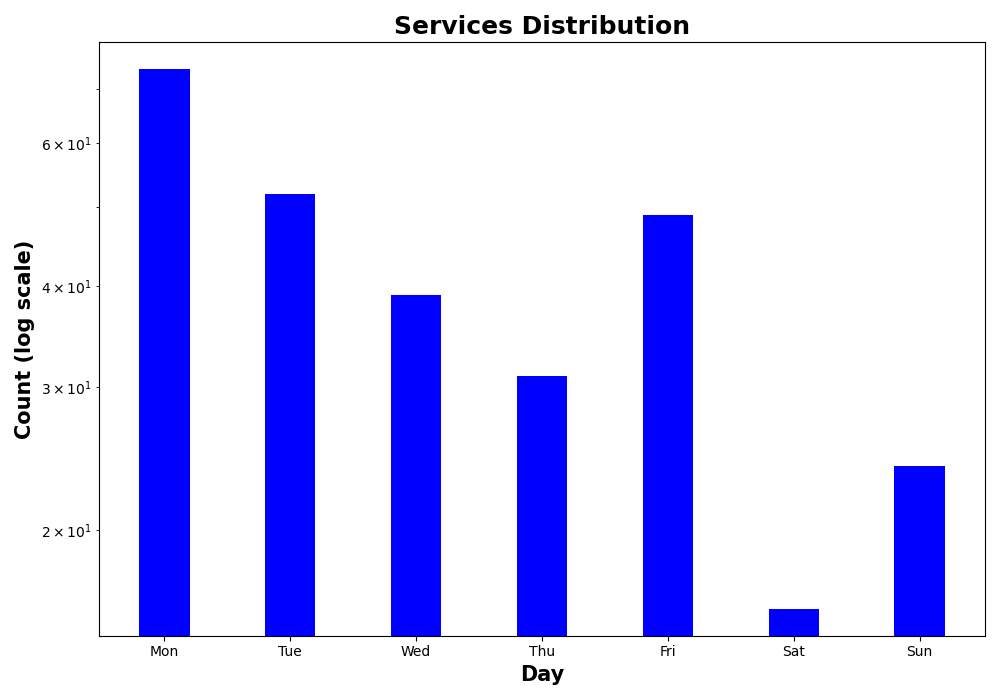 Services Distribution
Count (log scale)
6 × 10¹
4 × 10¹
3 × 10¹
2 × 10¹
Mon Tue Wed Thu Fri Sat Sun
Day